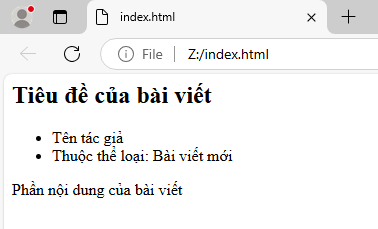 index.html
File
Z:/index.html
Tiêu đề của bài viết
Tên tác giả
Thuộc thể loại: Bài viết mới
Phần nội dung của bài viết